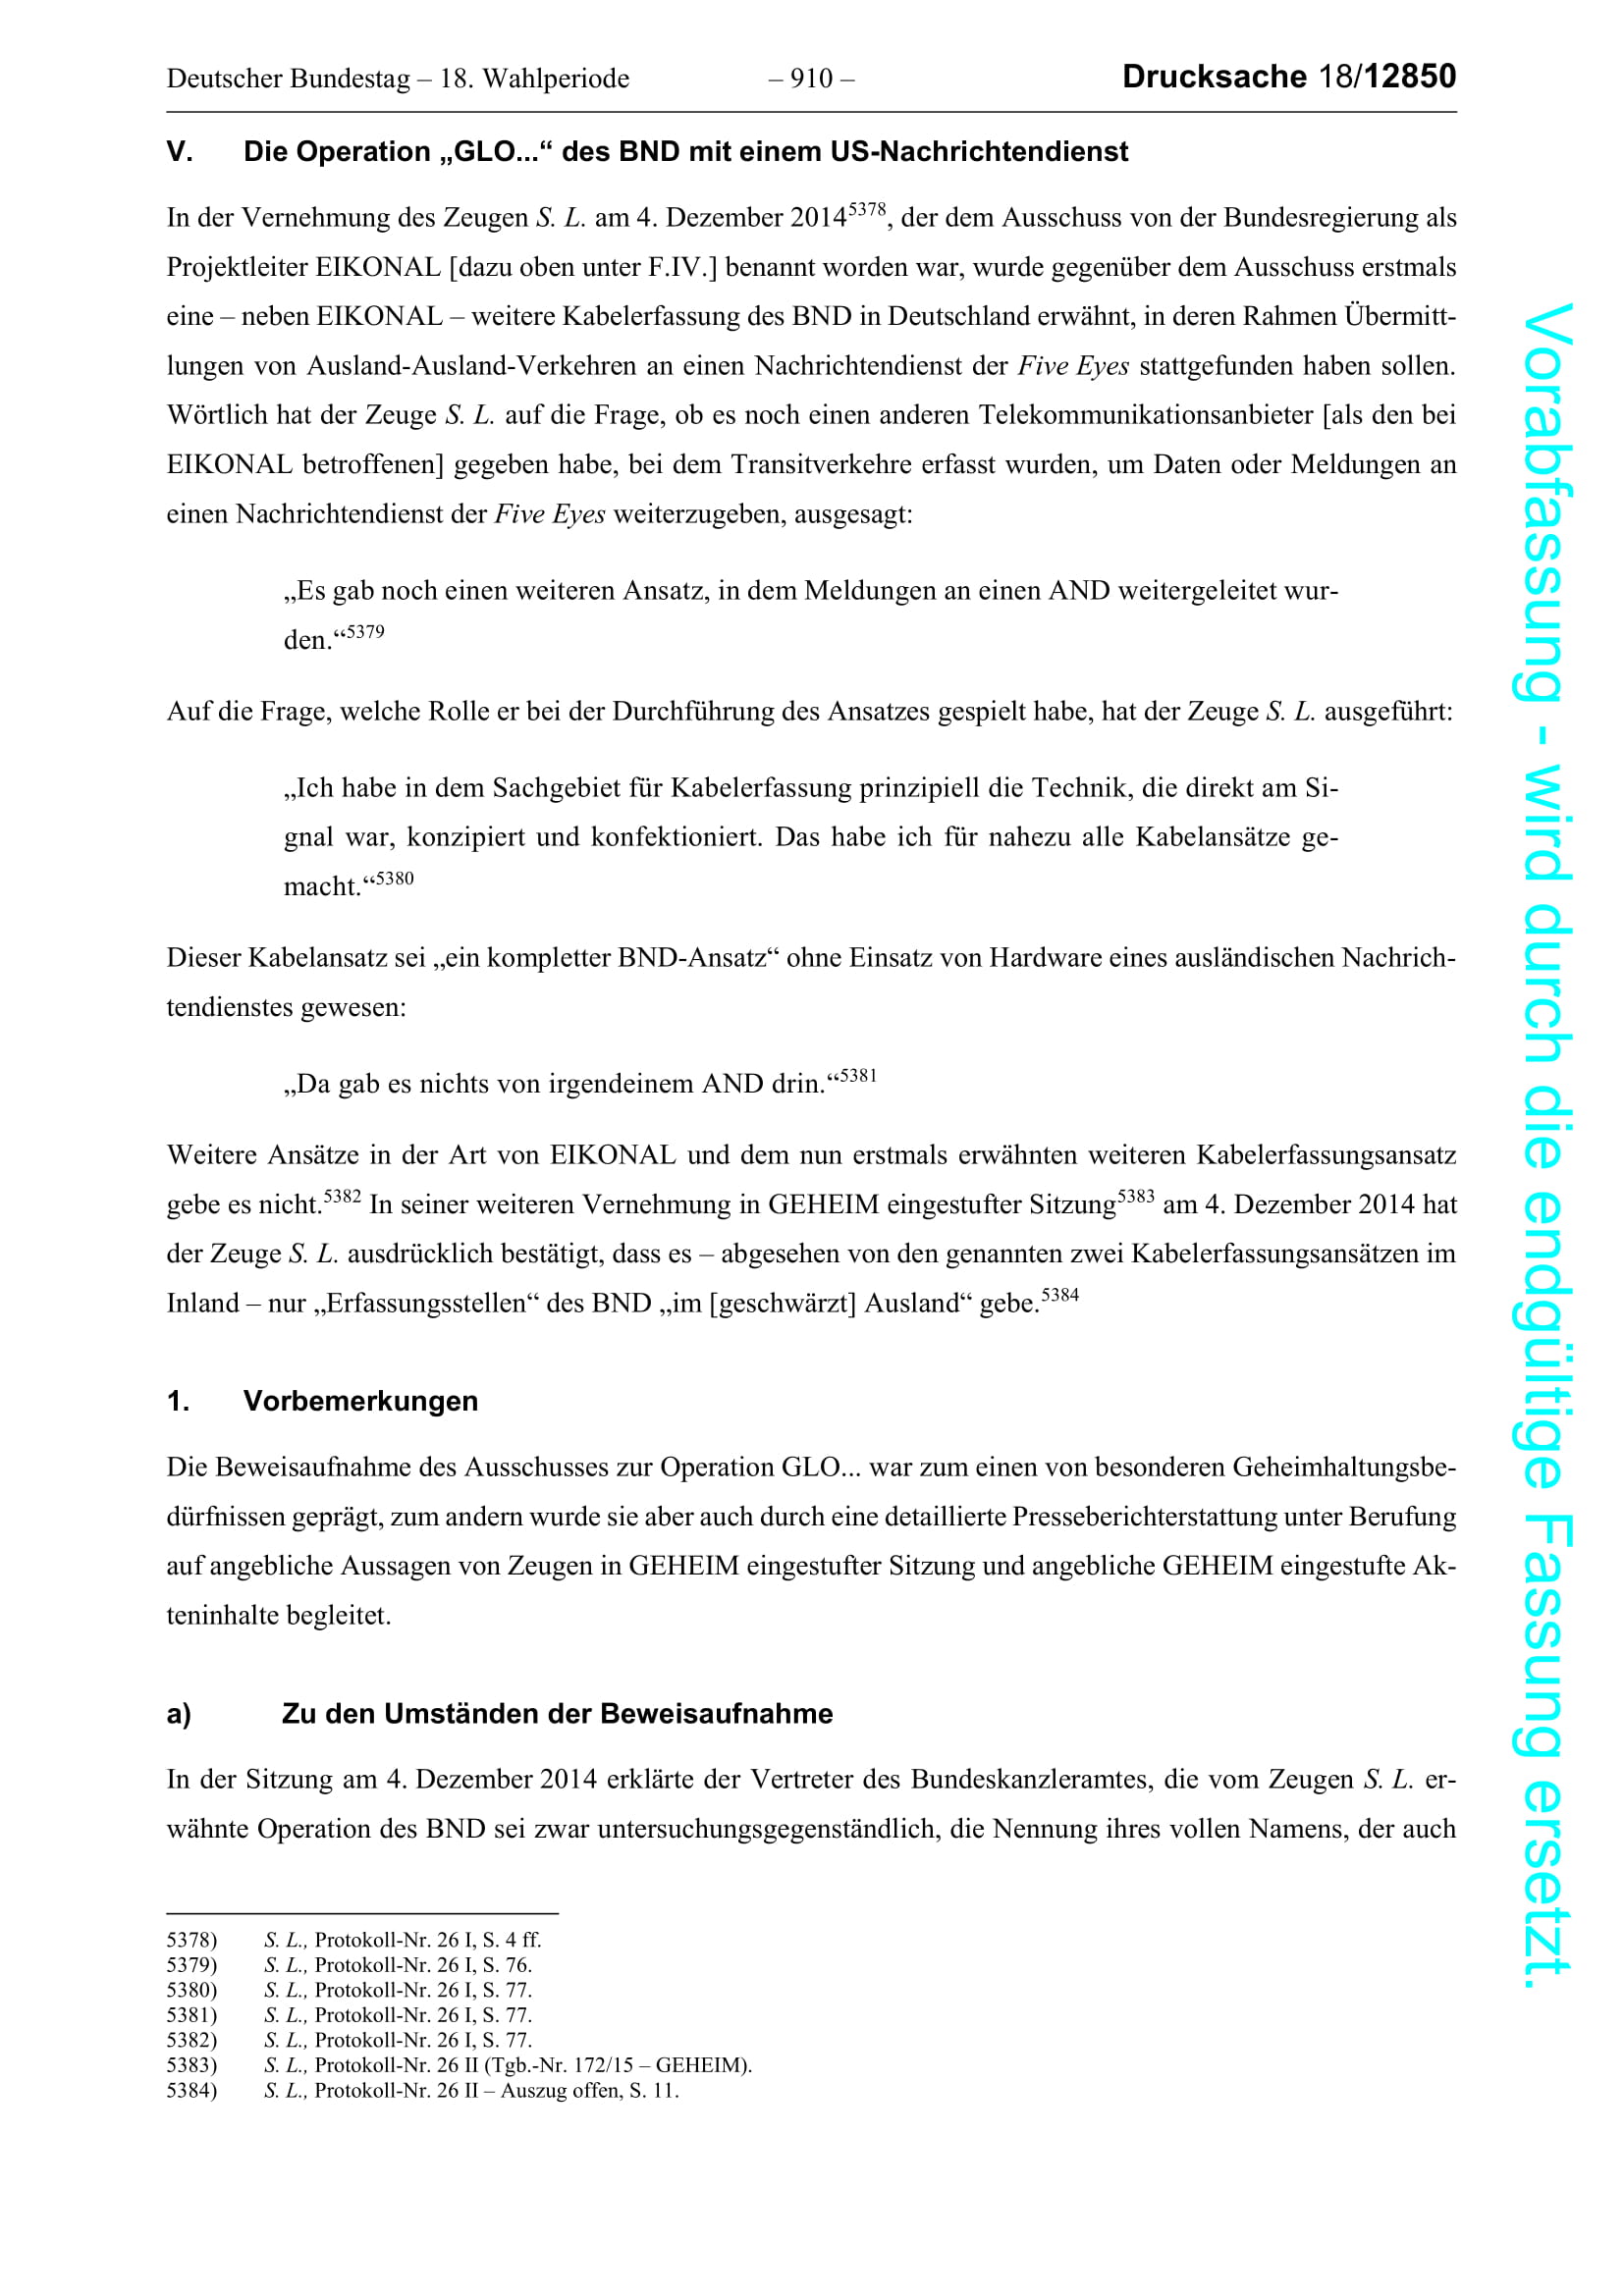 Deutscher Bundestag – 18. Wahlperiode – 910 – Drucksache 18/12850
V. Die Operation „GLO...“ des BND mit einem US-Nachrichtendienst
In der Vernehmung des Zeugen S. L. am 4. Dezember 2014⁵³⁷⁸, der dem Ausschuss von der Bundesregierung als
Projektleiter EIKONAL [dazu oben unter F.IV.] benannt worden war, wurde gegenüber dem Ausschuss erstmals
eine – neben EIKONAL – weitere Kabelerfassung des BND in Deutschland erwähnt, in deren Rahmen Übermitt-
lungen von Ausland-Ausland-Verkehren an einen Nachrichtendienst der Five Eyes stattgefunden haben sollen.
Wörtlich hat der Zeuge S. L. auf die Frage, ob es noch einen anderen Telekommunikationsanbieter [als den bei
EIKONAL betroffenen] gegeben habe, bei dem Transitverkehre erfasst wurden, um Daten oder Meldungen an
einen Nachrichtendienst der Five Eyes weiterzugeben, ausgesagt:
„Es gab noch einen weiteren Ansatz, in dem Meldungen an einen AND weitergeleitet wur-
den.“⁵³⁷⁹
Auf die Frage, welche Rolle er bei der Durchführung des Ansatzes gespielt habe, hat der Zeuge S. L. ausgeführt:
„Ich habe in dem Sachgebiet für Kabelerfassung prinzipiell die Technik, die direkt am Si-
gnal war, konzipiert und konfektioniert. Das habe ich für nahezu alle Kabelansätze ge-
macht.“⁵³⁸⁰
Dieser Kabelansatz sei „ein kompletter BND-Ansatz“ ohne Einsatz von Hardware eines ausländischen Nachrich-
tendienstes gewesen:
„Da gab es nichts von irgendeinem AND drin.“⁵³⁸¹
Weitere Ansätze in der Art von EIKONAL und dem nun erstmals erwähnten weiteren Kabelerfassungsansatz
gebe es nicht.⁵³⁸² In seiner weiteren Vernehmung in GEHEIM eingestufter Sitzung⁵³⁸³ am 4. Dezember 2014 hat
der Zeuge S. L. ausdrücklich bestätigt, dass es – abgesehen von den genannten zwei Kabelerfassungsansätzen im
Inland – nur „Erfassungsstellen“ des BND „im [geschwärzt] Ausland“ gebe.⁵³⁸⁴
1. Vorbemerkungen
Die Beweisaufnahme des Ausschusses zur Operation GLO... war zum einen von besonderen Geheimhaltungsbe-
dürfnissen geprägt, zum andern wurde sie aber auch durch eine detaillierte Presseberichterstattung unter Berufung
auf angebliche Aussagen von Zeugen in GEHEIM eingestufter Sitzung und angebliche GEHEIM eingestufte Ak-
teninhalte begleitet.
a) Zu den Umständen der Beweisaufnahme
In der Sitzung am 4. Dezember 2014 erklärte der Vertreter des Bundeskanzleramtes, die vom Zeugen S. L. er-
wähnte Operation des BND sei zwar untersuchungsgegenständlich, die Nennung ihres vollen Namens, der auch
5378) S. L., Protokoll-Nr. 26 I, S. 4 ff.
5379) S. L., Protokoll-Nr. 26 I, S. 76.
5380) S. L., Protokoll-Nr. 26 I, S. 77.
5381) S. L., Protokoll-Nr. 26 I, S. 77.
5382) S. L., Protokoll-Nr. 26 I, S. 77.
5383) S. L., Protokoll-Nr. 26 II (Tgb.-Nr. 172/15 – GEHEIM).
5384) S. L., Protokoll-Nr. 26 II – Auszug offen, S. 11.
Vorabfassung - wird durch die endgültige Fassung ersetzt.